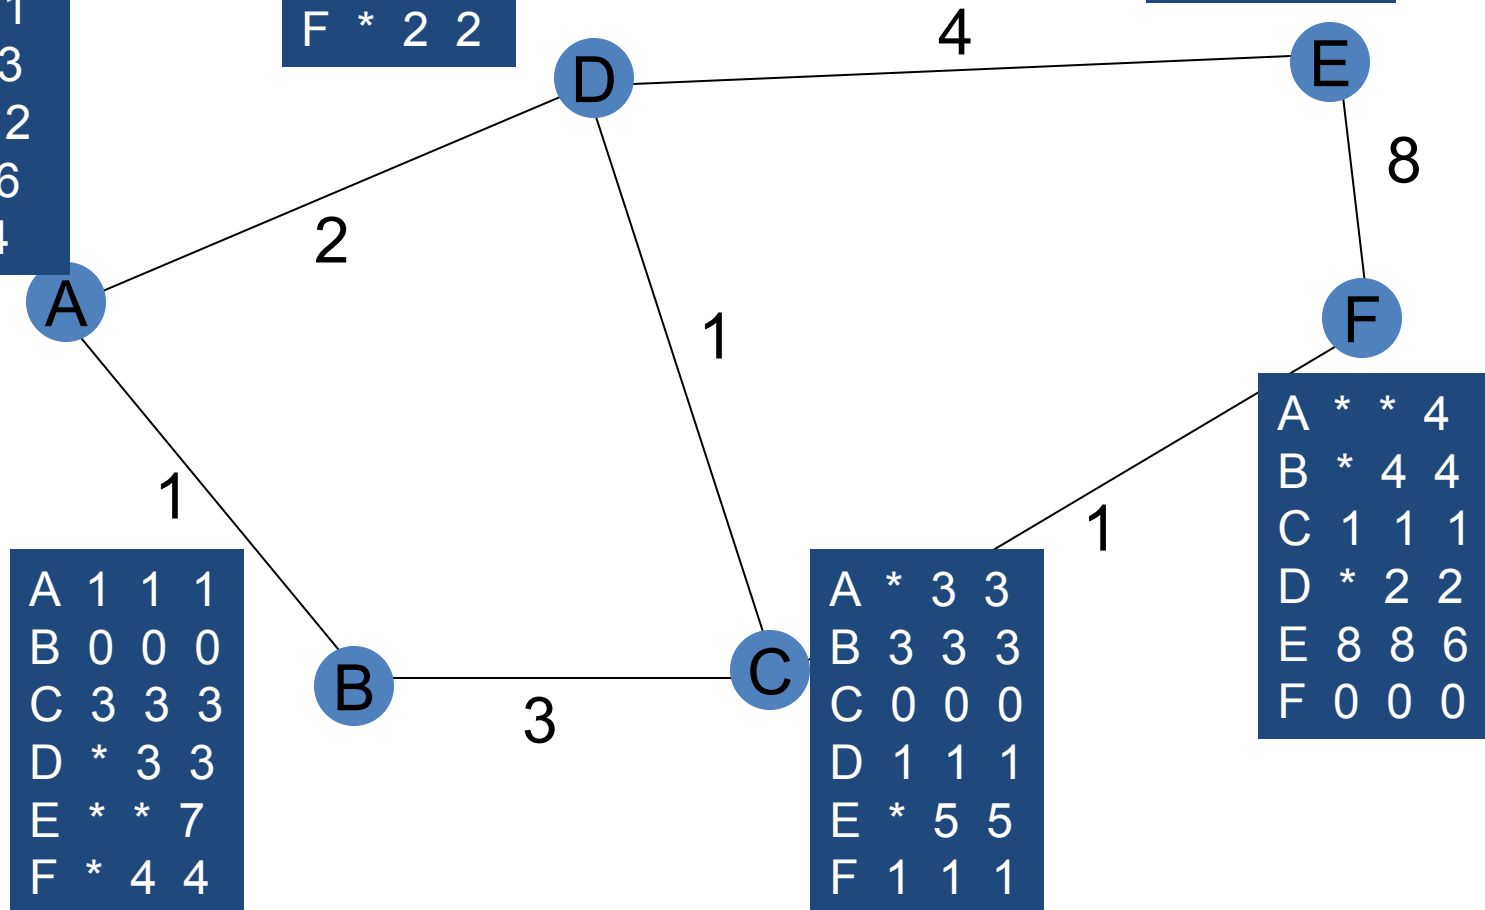 1
3
2
6
4
F * 2 2
D
4
E
8
2
A
1
F
1
1
B
3
C
A 1 1 1
B 0 0 0
C 3 3 3
D * 3 3
E * * 7
F * 4 4
A * 3 3
B 3 3 3
C 0 0 0
D 1 1 1
E * 5 5
F 1 1 1
A * * 4
B * 4 4
C 1 1 1
D * 2 2
E 8 8 6
F 0 0 0